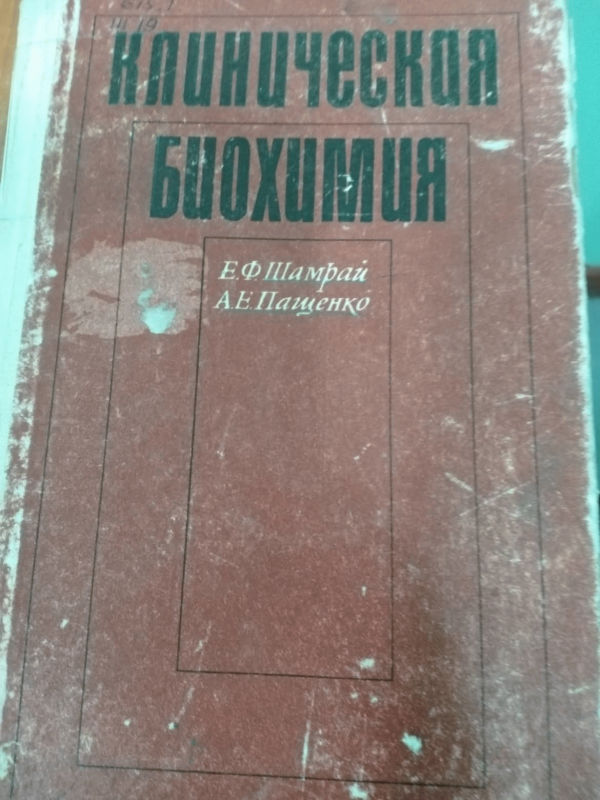 Клиническая
Биохимия
Е.Ф.Шамрай
А.Е.Пащенко